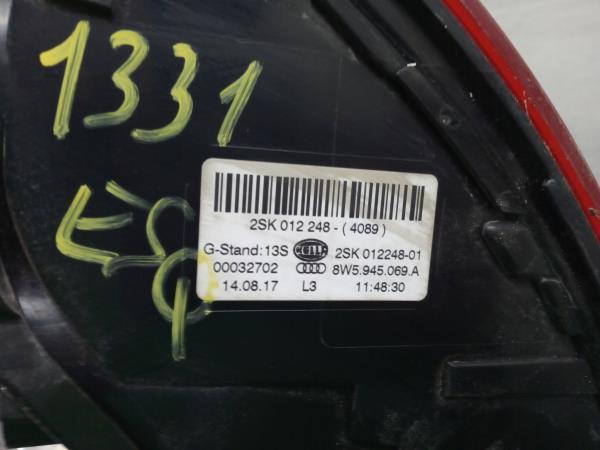 1331
2SK 012 248 - ( 4089 )
G-Stand: 13S HELLA 2SK 012248-01
00032702 8W5.945.069.A
14.08.17 L3 11:48:30